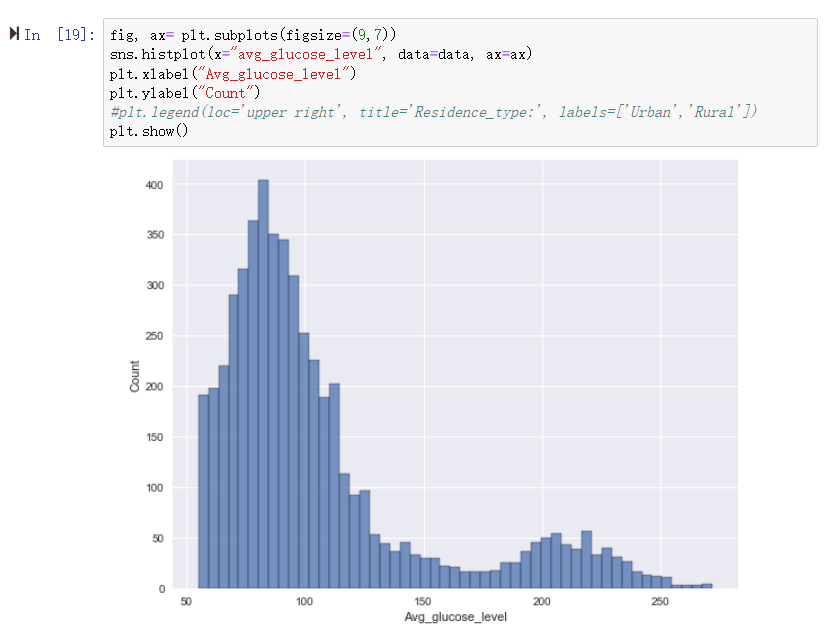 In [19]:
fig, ax= plt.subplots(figsize=(9,7))
sns.histplot(x="avg_glucose_level", data=data, ax=ax)
plt.xlabel("Avg_glucose_level")
plt.ylabel("Count")
#plt.legend(loc='upper right', title='Residence_type:', labels=['Urban','Rural'])
plt.show()
400
350
300
250
200
150
100
50
0
Count
50 100 150 200 250
Avg_glucose_level